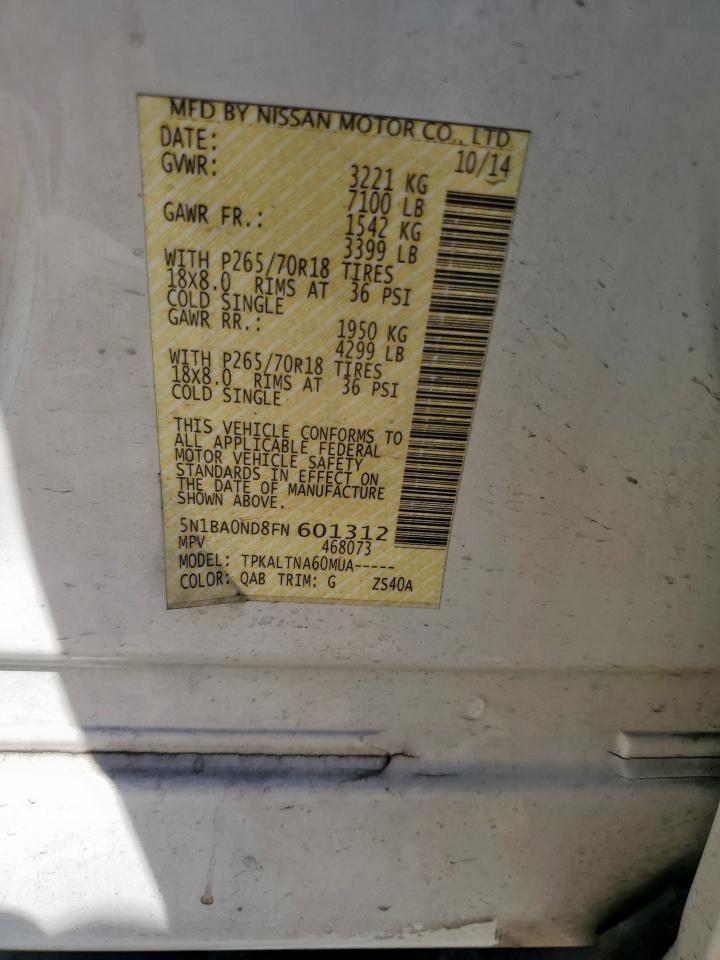 MFD BY NISSAN MOTOR CO., LTD
DATE: 10/14
GVWR: 3221 KG
7100 LB
GAWR FR.: 1542 KG
3399 LB
WITH P265/70R18 TIRES
18X8.0 RIMS AT 36 PSI
COLD SINGLE
GAWR RR.: 1950 KG
4299 LB
WITH P265/70R18 TIRES
18X8.0 RIMS AT 36 PSI
COLD SINGLE
THIS VEHICLE CONFORMS TO
ALL APPLICABLE FEDERAL
MOTOR VEHICLE SAFETY
STANDARDS IN EFFECT ON
THE DATE OF MANUFACTURE
SHOWN ABOVE.
5N1BA0ND8FN 601312
MPV 468073
MODEL: TPKALTNA60MUA-----
COLOR: QAB TRIM: G ZS40A